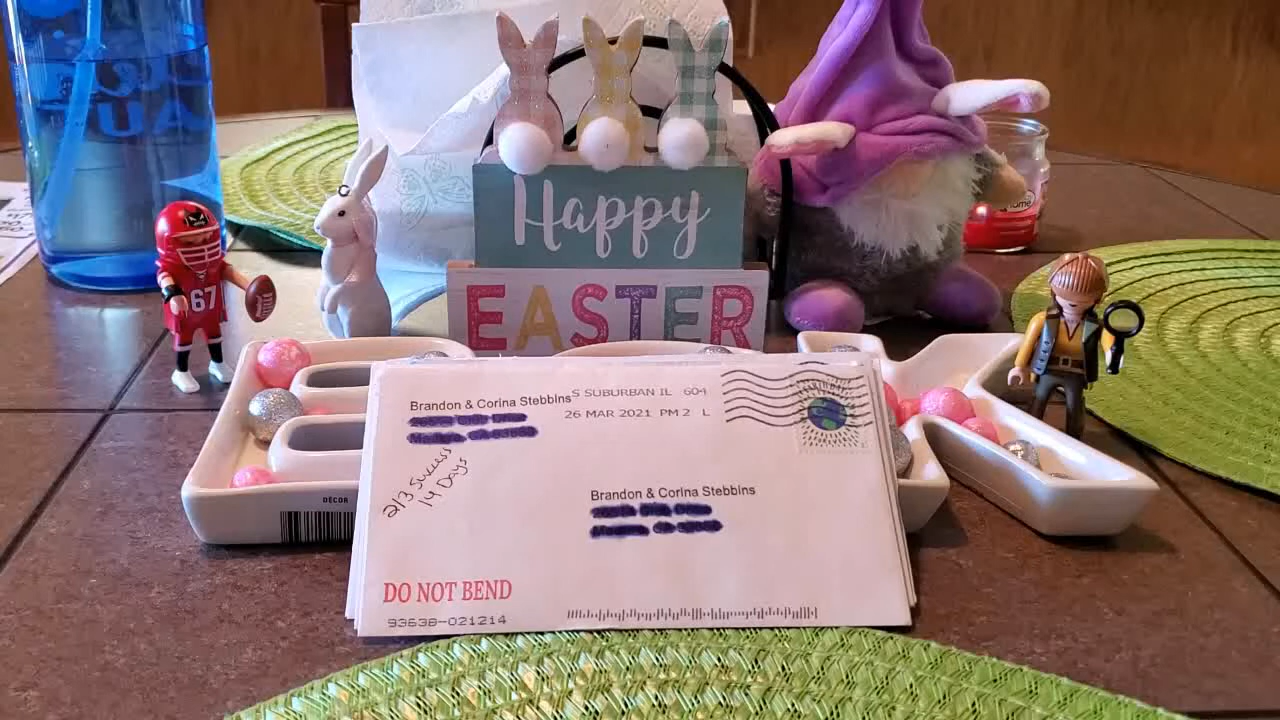 Happy
EASTER
67
Brandon & Corina Stebbins
S SUBURBAN IL 604
26 MAR 2021 PM 2 L
2/3 Success
14 Days
Brandon & Corina Stebbins
DO NOT BEND
93638-021214
DÉCOR